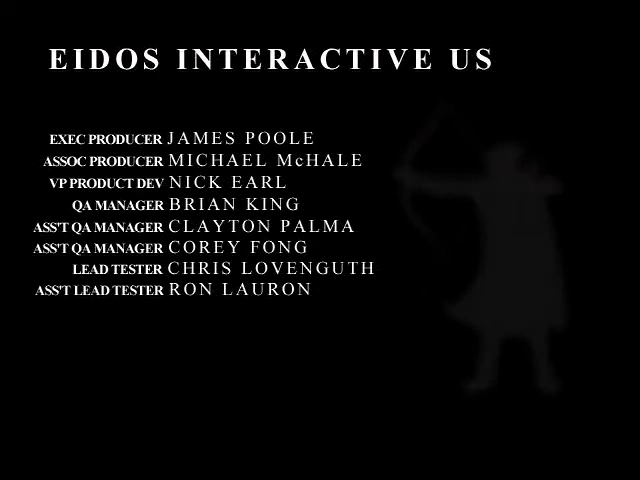 EIDOS INTERACTIVE US
EXEC PRODUCER JAMES POOLE
ASSOC PRODUCER MICHAEL McHALE
VP PRODUCT DEV NICK EARL
QA MANAGER BRIAN KING
ASS'T QA MANAGER CLAYTON PALMA
ASS'T QA MANAGER COREY FONG
LEAD TESTER CHRIS LOVENGUTH
ASS'T LEAD TESTER RON LAURON